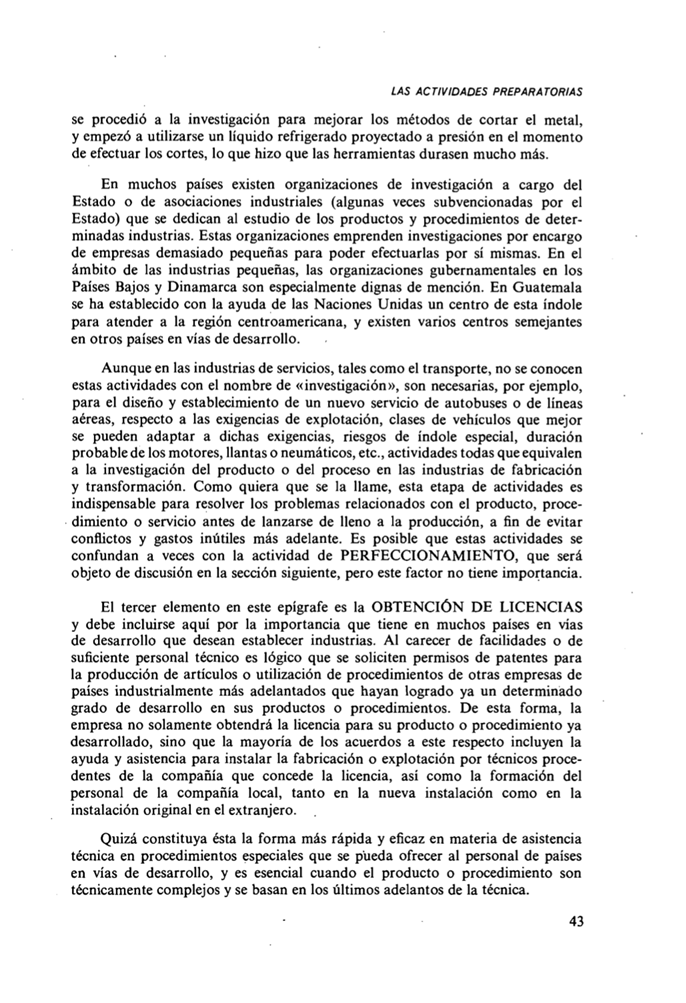 LAS ACTIVIDADES PREPARATORIAS
se procedió a la investigación para mejorar los métodos de cortar el metal,
y empezó a utilizarse un líquido refrigerado proyectado a presión en el momento
de efectuar los cortes, lo que hizo que las herramientas durasen mucho más.
En muchos países existen organizaciones de investigación a cargo del
Estado o de asociaciones industriales (algunas veces subvencionadas por el
Estado) que se dedican al estudio de los productos y procedimientos de deter-
minadas industrias. Estas organizaciones emprenden investigaciones por encargo
de empresas demasiado pequeñas para poder efectuarlas por sí mismas. En el
ámbito de las industrias pequeñas, las organizaciones gubernamentales en los
Países Bajos y Dinamarca son especialmente dignas de mención. En Guatemala
se ha establecido con la ayuda de las Naciones Unidas un centro de esta índole
para atender a la región centroamericana, y existen varios centros semejantes
en otros países en vías de desarrollo.
Aunque en las industrias de servicios, tales como el transporte, no se conocen
estas actividades con el nombre de «investigación», son necesarias, por ejemplo,
para el diseño y establecimiento de un nuevo servicio de autobuses o de líneas
aéreas, respecto a las exigencias de explotación, clases de vehículos que mejor
se pueden adaptar a dichas exigencias, riesgos de índole especial, duración
probable de los motores, llantas o neumáticos, etc., actividades todas que equivalen
a la investigación del producto o del proceso en las industrias de fabricación
y transformación. Como quiera que se la llame, esta etapa de actividades es
indispensable para resolver los problemas relacionados con el producto, proce-
dimiento o servicio antes de lanzarse de lleno a la producción, a fin de evitar
conflictos y gastos inútiles más adelante. Es posible que estas actividades se
confundan a veces con la actividad de PERFECCIONAMIENTO, que será
objeto de discusión en la sección siguiente, pero este factor no tiene importancia.
El tercer elemento en este epígrafe es la OBTENCIÓN DE LICENCIAS
y debe incluirse aquí por la importancia que tiene en muchos países en vías
de desarrollo que desean establecer industrias. Al carecer de facilidades o de
suficiente personal técnico es lógico que se soliciten permisos de patentes para
la producción de artículos o utilización de procedimientos de otras empresas de
países industrialmente más adelantados que hayan logrado ya un determinado
grado de desarrollo en sus productos o procedimientos. De esta forma, la
empresa no solamente obtendrá la licencia para su producto o procedimiento ya
desarrollado, sino que la mayoría de los acuerdos a este respecto incluyen la
ayuda y asistencia para instalar la fabricación o explotación por técnicos proce-
dentes de la compañía que concede la licencia, así como la formación del
personal de la compañía local, tanto en la nueva instalación como en la
instalación original en el extranjero.
Quizá constituya ésta la forma más rápida y eficaz en materia de asistencia
técnica en procedimientos especiales que se pueda ofrecer al personal de países
en vías de desarrollo, y es esencial cuando el producto o procedimiento son
técnicamente complejos y se basan en los últimos adelantos de la técnica.
43